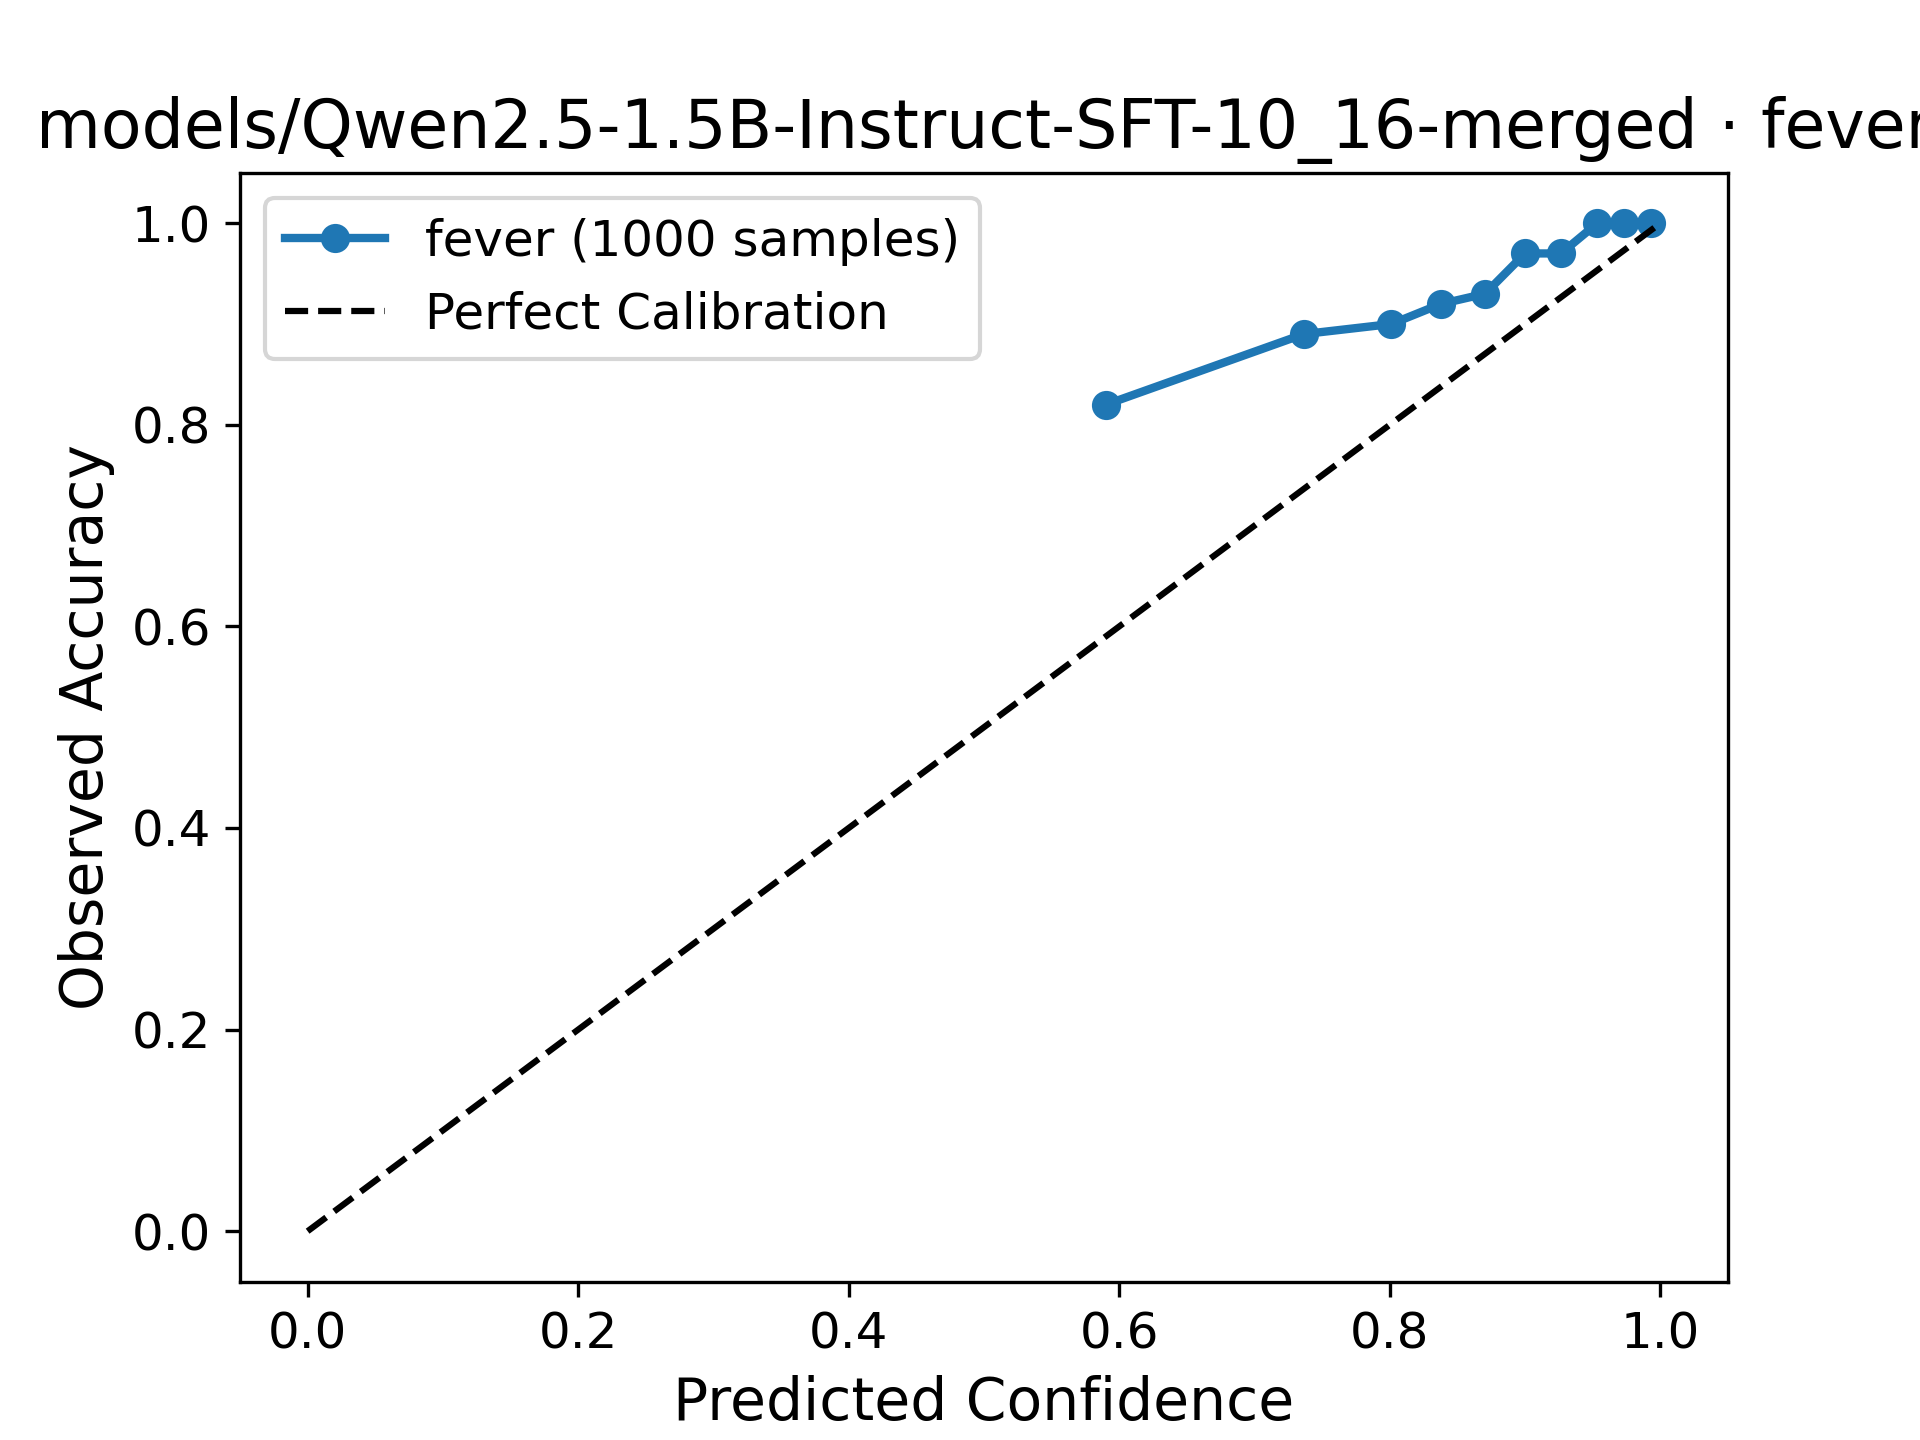 models/Qwen2.5-1.5B-Instruct-SFT-10_16-merged · fever
fever (1000 samples)
Perfect Calibration
Observed Accuracy
1.0
0.8
0.6
0.4
0.2
0.0
0.0 0.2 0.4 0.6 0.8 1.0
Predicted Confidence